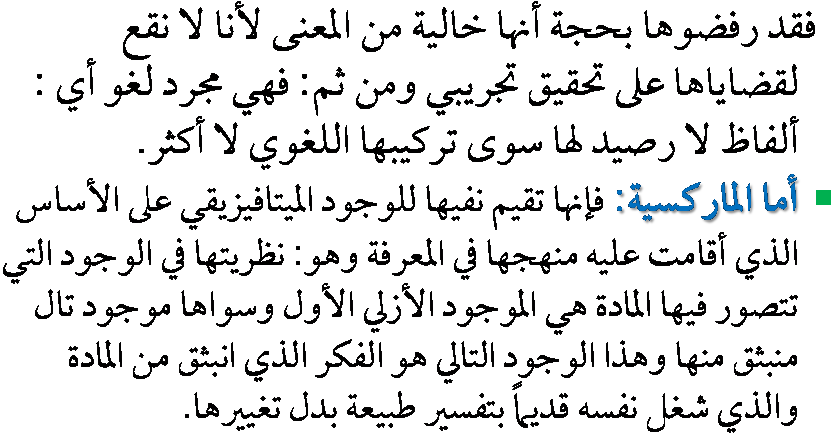 فقد رفضوها بحجة أنها خالية من المعنى لأنا لا نقع
لقضاياها على تحقيق تجريبي ومن ثم: فهي مجرد لغو أي :
ألفاظ لا رصيد لها سوى تركيبها اللغوي لا أكثر.
أما الماركسية: فإنها تقيم نفيها للوجود الميتافيزيقي على الأساس
الذي أقامت عليه منهجها في المعرفة وهو: نظريتها في الوجود التي
تتصور فيها المادة هي الموجود الأزلي الأول وسواها موجود تال
منبثق منها وهذا الوجود التالي هو الفكر الذي انبثق من المادة
والذي شغل نفسه قديماً بتفسير طبيعة بدل تغييرها.